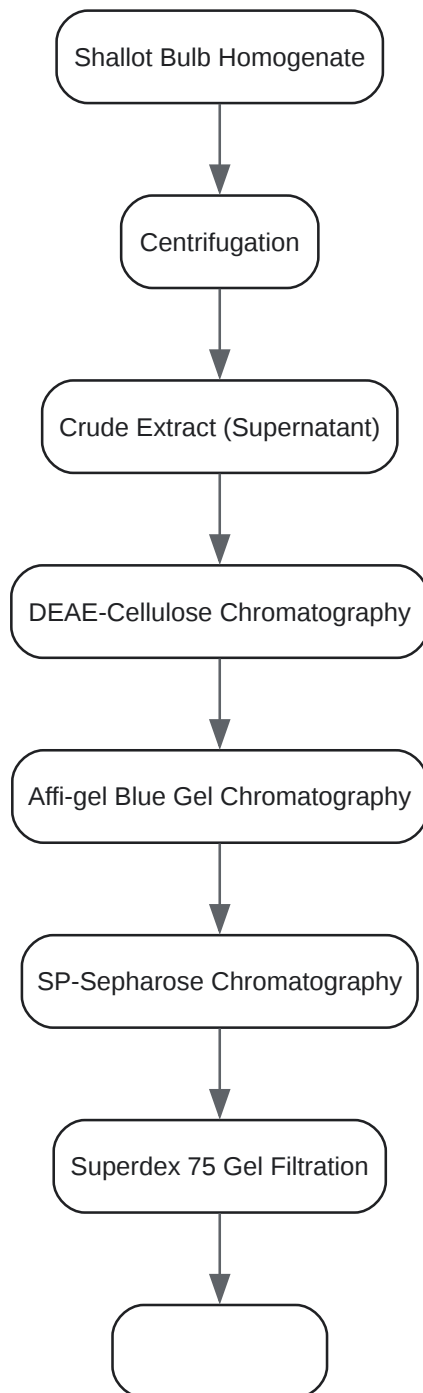 Shallot Bulb Homogenate
Centrifugation
Crude Extract (Supernatant)
DEAE-Cellulose Chromatography
Affi-gel Blue Gel Chromatography
SP-Sepharose Chromatography
Superdex 75 Gel Filtration